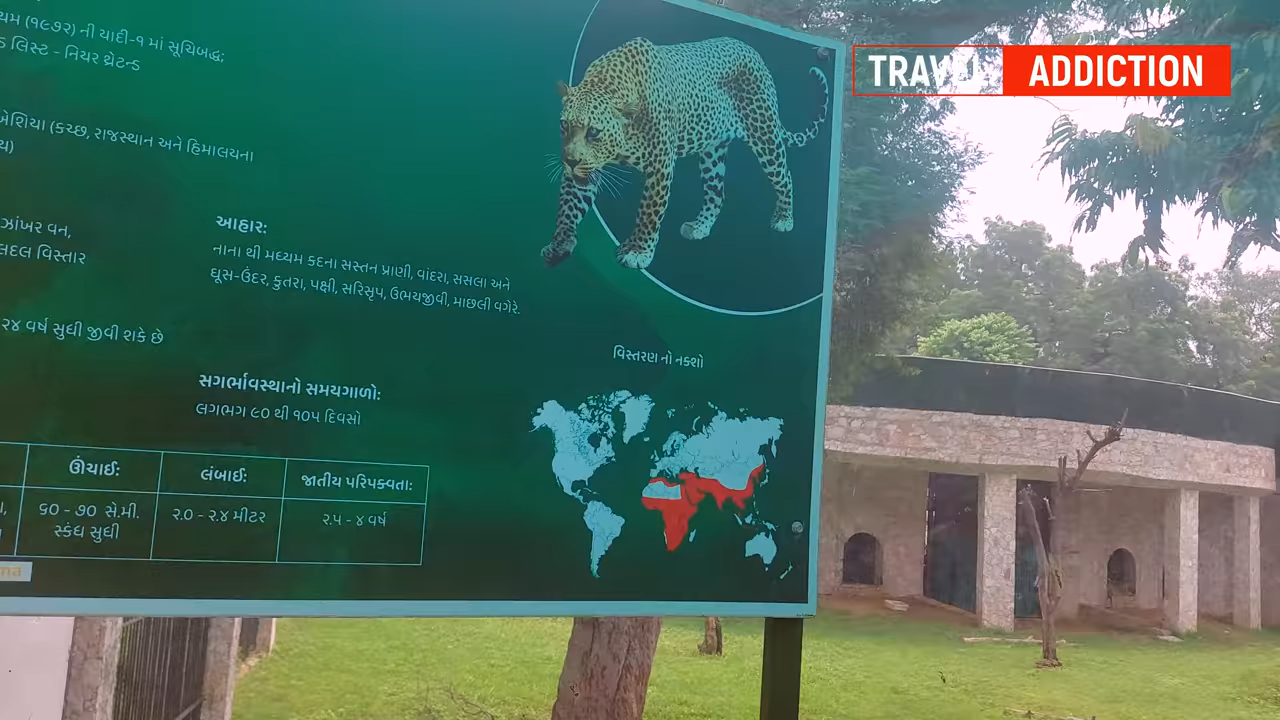 (૧૯૭૨) ની યાદી-૧ માં સૂચિબદ્ધ;
લિસ્ટ - નિયર થ્રેટન્ડ
(કચ્છ, રાજસ્થાન અને હિમાલયના
ઝાંખર વન,
વિસ્તાર
૨૪ વર્ષ સુધી જીવી શકે છે
આહાર:
નાના થી મધ્યમ કદના સસ્તન પ્રાણી, વાંદરા, સસલા અને
ઘૂસ-ઉંદર, કુતરા, પક્ષી, સરિસૃપ, ઉભયજીવી, માછલી વગેરે.
સગર્ભાવસ્થાનો સમયગાળો:
લગભગ ૯૦ થી ૧૦૫ દિવસો
વિસ્તરણ નો નક્શો
ઊંચાઈ: લંબાઈ: જાતીય પરિપક્વતા:
૬૦ - ૭૦ સે.મી. ૨.૦ - ૨.૪ મીટર ૨.૫ - ૪ વર્ષ
સ્કંધ સુધી
TRAVEL ADDICTION